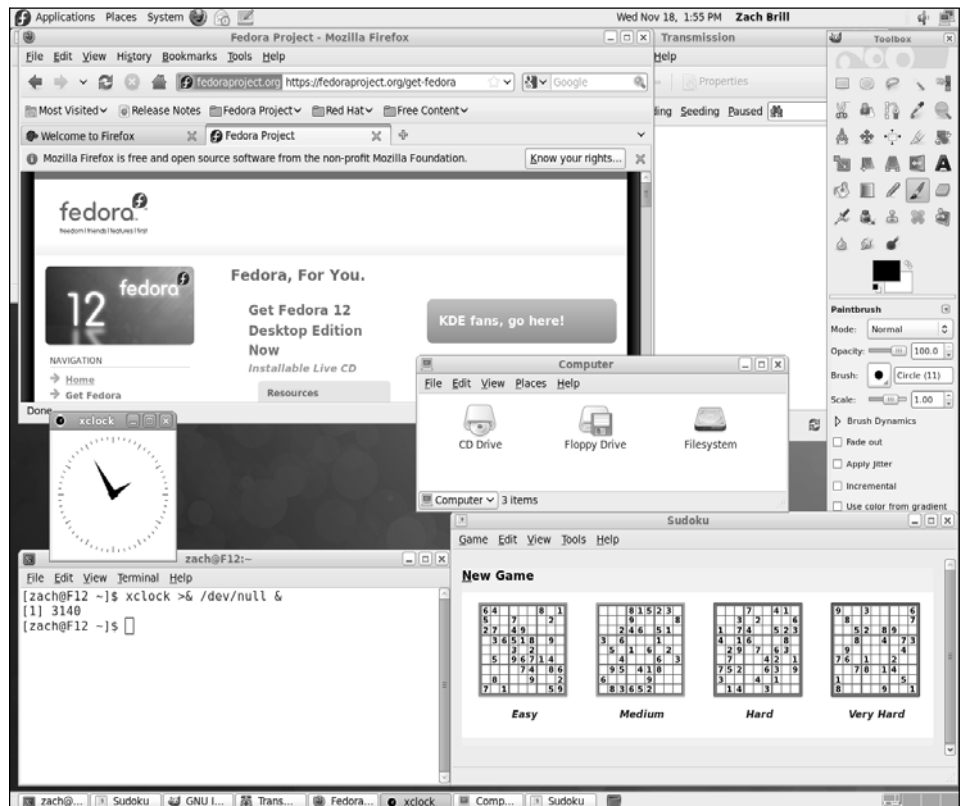 Applications Places System Wed Nov 18, 1:55 PM Zach Brill
Fedora Project - Mozilla Firefox
File Edit View History Bookmarks Tools Help
fedoraproject.org https://fedoraproject.org/get-fedora Google
Most Visited Release Notes Fedora Project Red Hat Free Content
Welcome to Firefox Fedora Project
Mozilla Firefox is free and open source software from the non-profit Mozilla Foundation. Know your rights...
fedora
freedom | friends | features | first
12 fedora
NAVIGATION
Home
Get Fedora
Fedora, For You.
Get Fedora 12
Desktop Edition
Now
Installable Live CD
Resources
KDE fans, go here!
Done
Transmission
Help
Properties
Seeding Paused
Toolbox
Paintbrush
Mode: Normal
Opacity: 100.0
Brush: Circle (11)
Scale: 1.00
Brush Dynamics
Fade out
Apply Jitter
Incremental
Use color from gradient
Computer
File Edit View Places Help
CD Drive Floppy Drive Filesystem
Computer 3 items
xclock
zach@F12:~
File Edit View Terminal Help
[zach@F12 ~]$ xclock >& /dev/null &
[1] 3140
[zach@F12 ~]$
Sudoku
Game Edit View Tools Help
New Game
Easy Medium Hard Very Hard
zach@... Sudoku GNU I... Trans... Fedora... xclock Comp... Sudoku